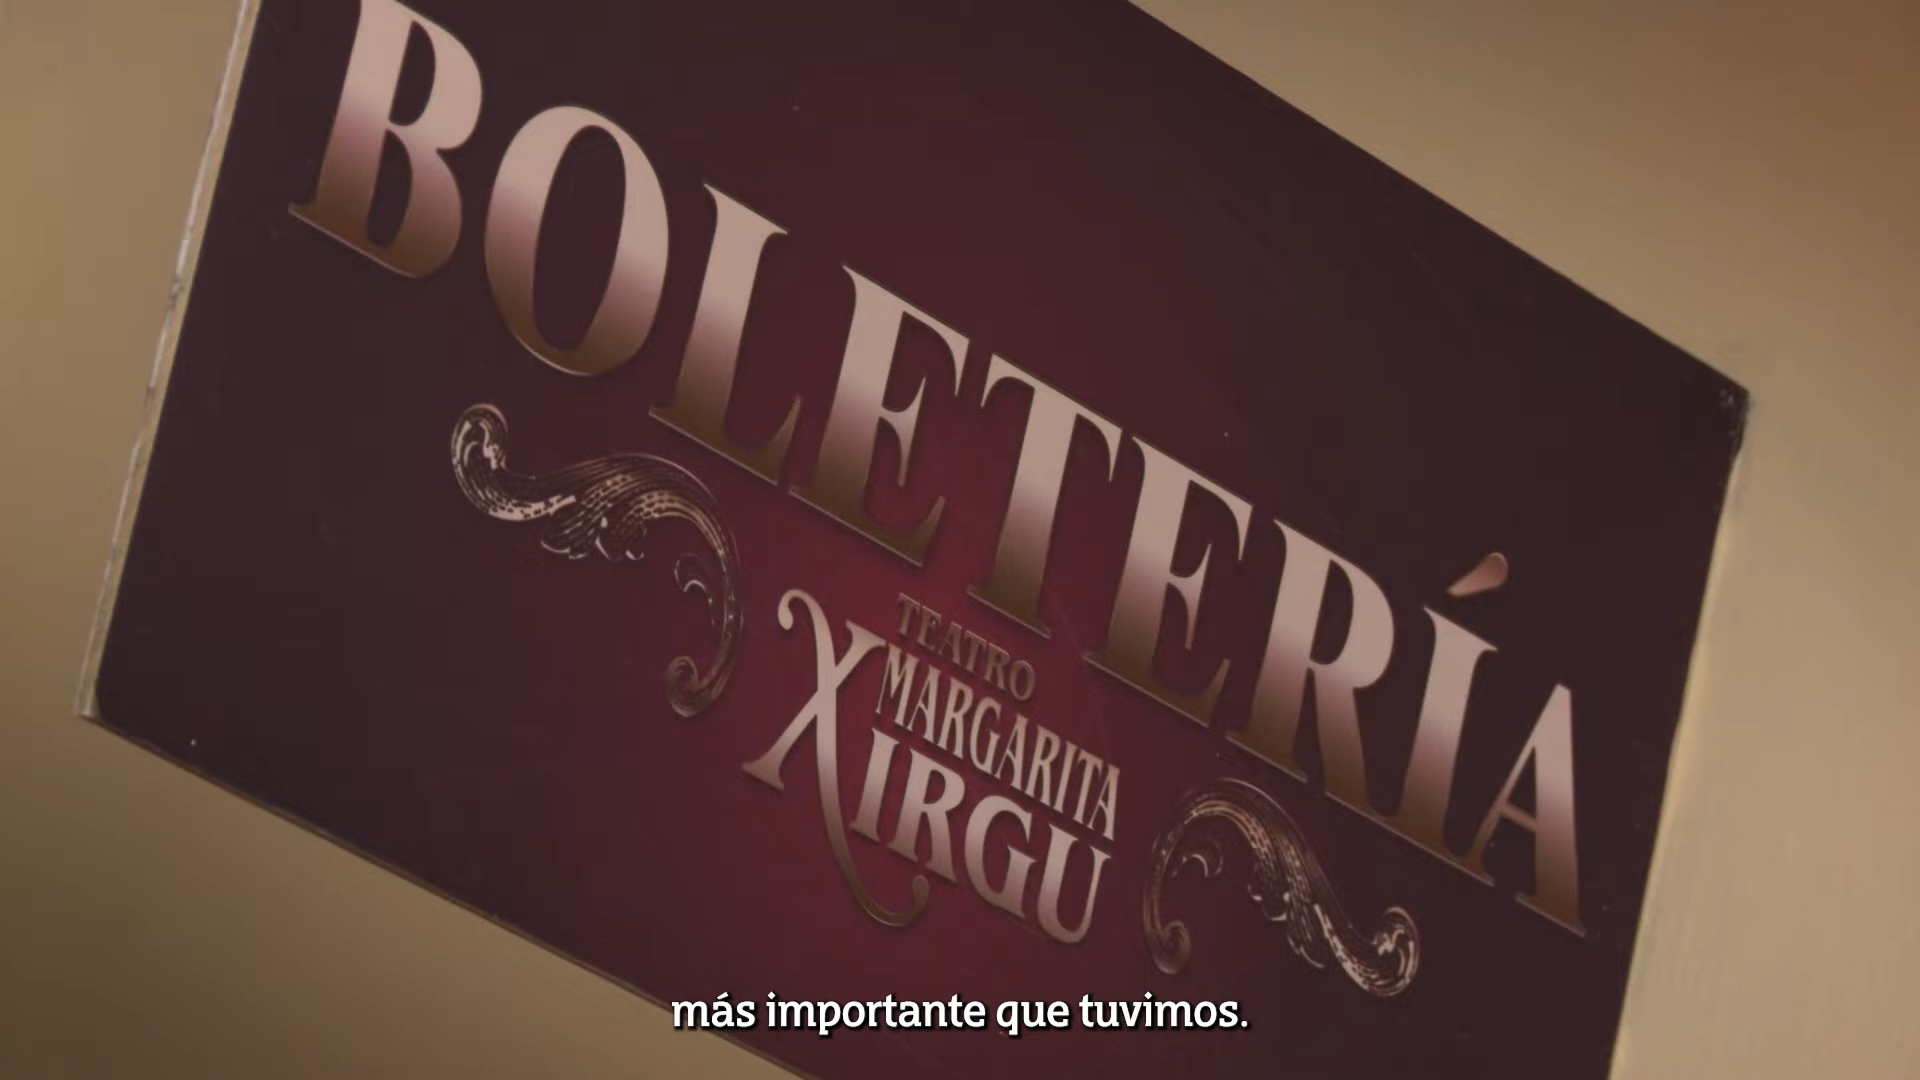 BOLETERÍA
TEATRO
MARGARITA
XIRGU
más importante que tuvimos.